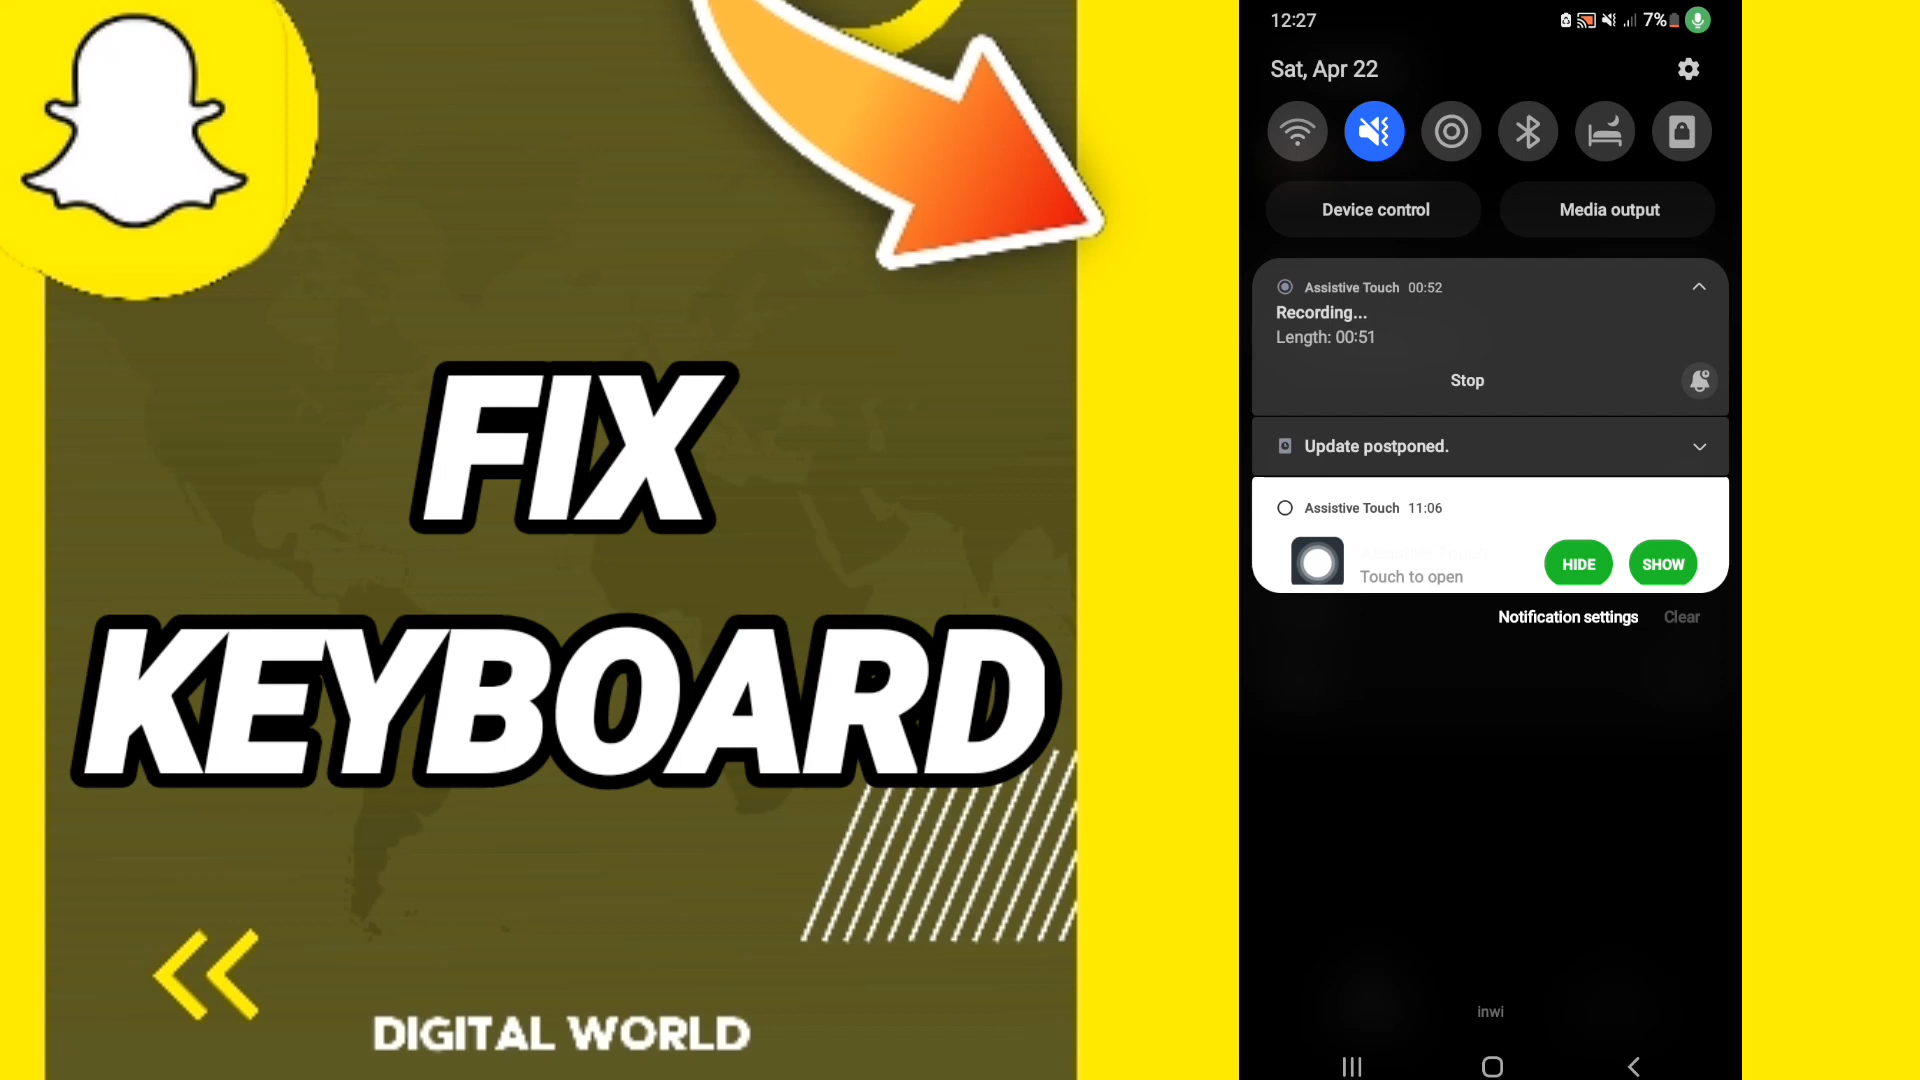 FIX
KEYBOARD
DIGITAL WORLD
12:27
7%
Sat, Apr 22
Device control
Media output
Assistive Touch 00:52
Recording...
Length: 00:51
Stop
Update postponed.
Assistive Touch 11:06
Touch to open
HIDE
SHOW
Notification settings
Clear
inwi